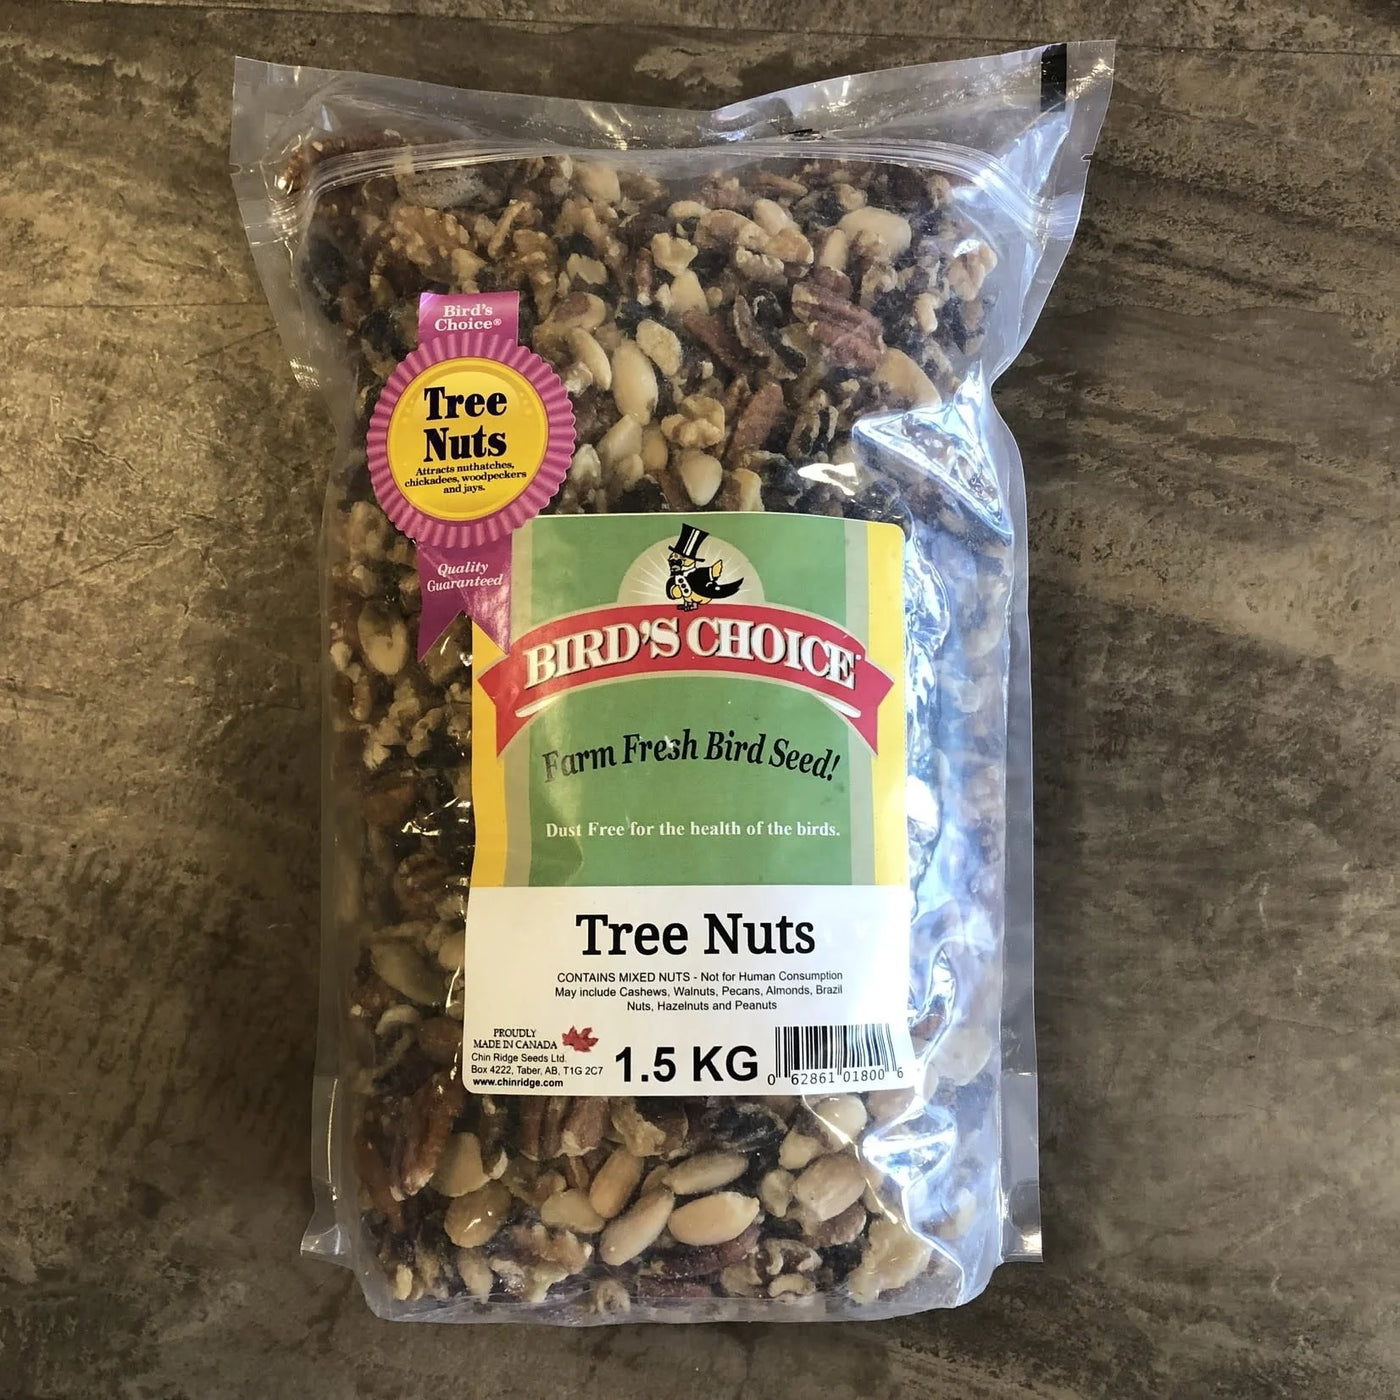 Bird's
Choice®
Tree
Nuts
Attracts nuthatches,
chickadees, woodpeckers
and jays.
Quality
Guaranteed
BIRD'S CHOICE
Farm Fresh Bird Seed!
Dust Free for the health of the birds.
Tree Nuts
CONTAINS MIXED NUTS - Not for Human Consumption
May include Cashews, Walnuts, Pecans, Almonds, Brazil
Nuts, Hazelnuts and Peanuts
PROUDLY
MADE IN CANADA
Chin Ridge Seeds Ltd.
Box 4222, Taber, AB, T1G 2C7
www.chinridge.com
1.5 KG
0 62861 01800 6